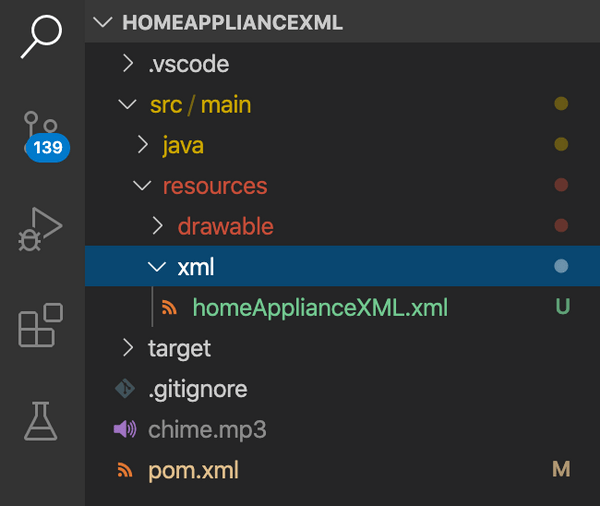 HOMEAPPLIANCEXML
.vscode
src / main
139
java
resources
drawable
xml
homeApplianceXML.xml U
target
.gitignore
chime.mp3
pom.xml M